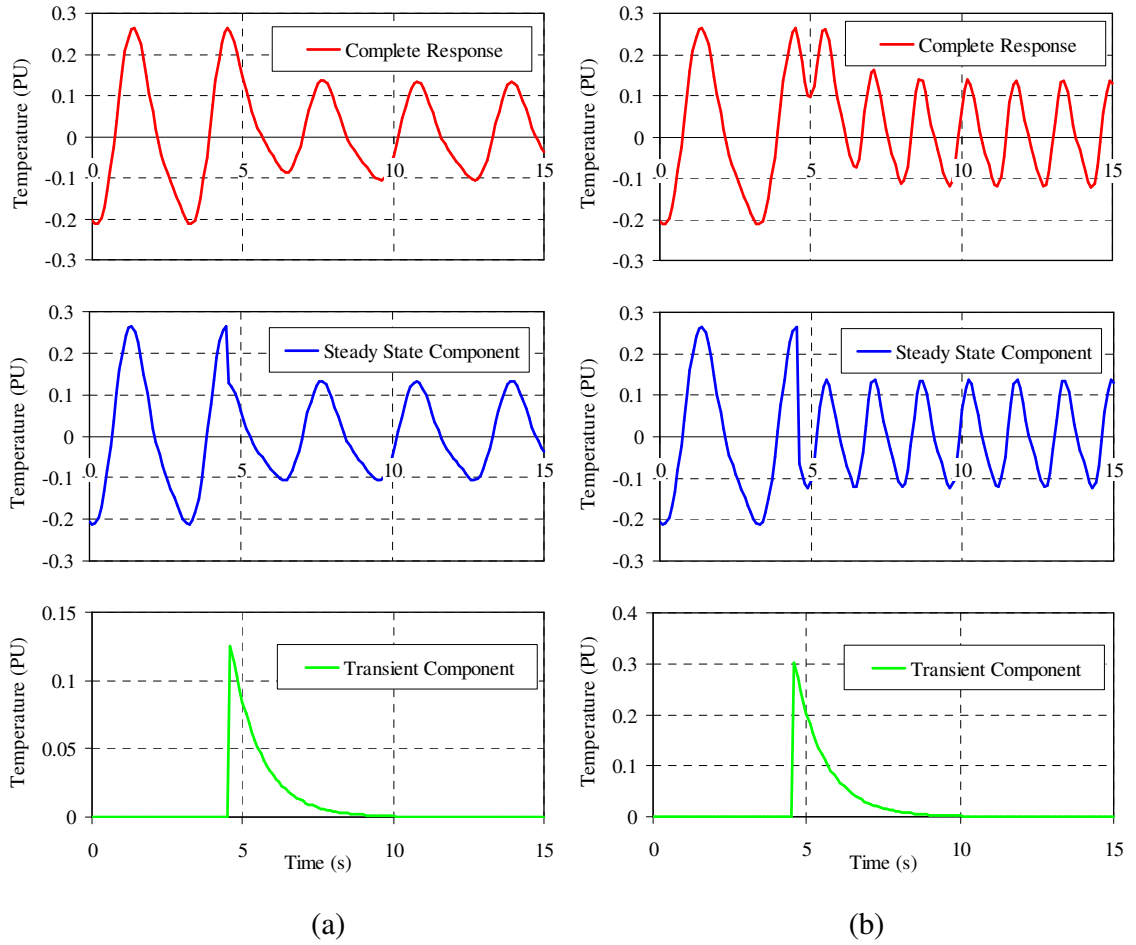 0.3
0.2
0.1
0
-0.1
-0.2
-0.3
Temperature (PU)
Complete Response
0 5 10 15
0.3
0.2
0.1
0
-0.1
-0.2
-0.3
Temperature (PU)
Steady State Component
0 5 10 15
0.15
0.1
0.05
0
Temperature (PU)
Transient Component
0 5 10 15
Time (s)
(a)
0.3
0.2
0.1
0
-0.1
-0.2
-0.3
Temperature (PU)
Complete Response
0 5 10 15
0.3
0.2
0.1
0
-0.1
-0.2
-0.3
Temperature (PU)
Steady State Component
0 5 10 15
0.4
0.3
0.2
0.1
0
Temperature (PU)
Transient Component
0 5 10 15
Time (s)
(b)